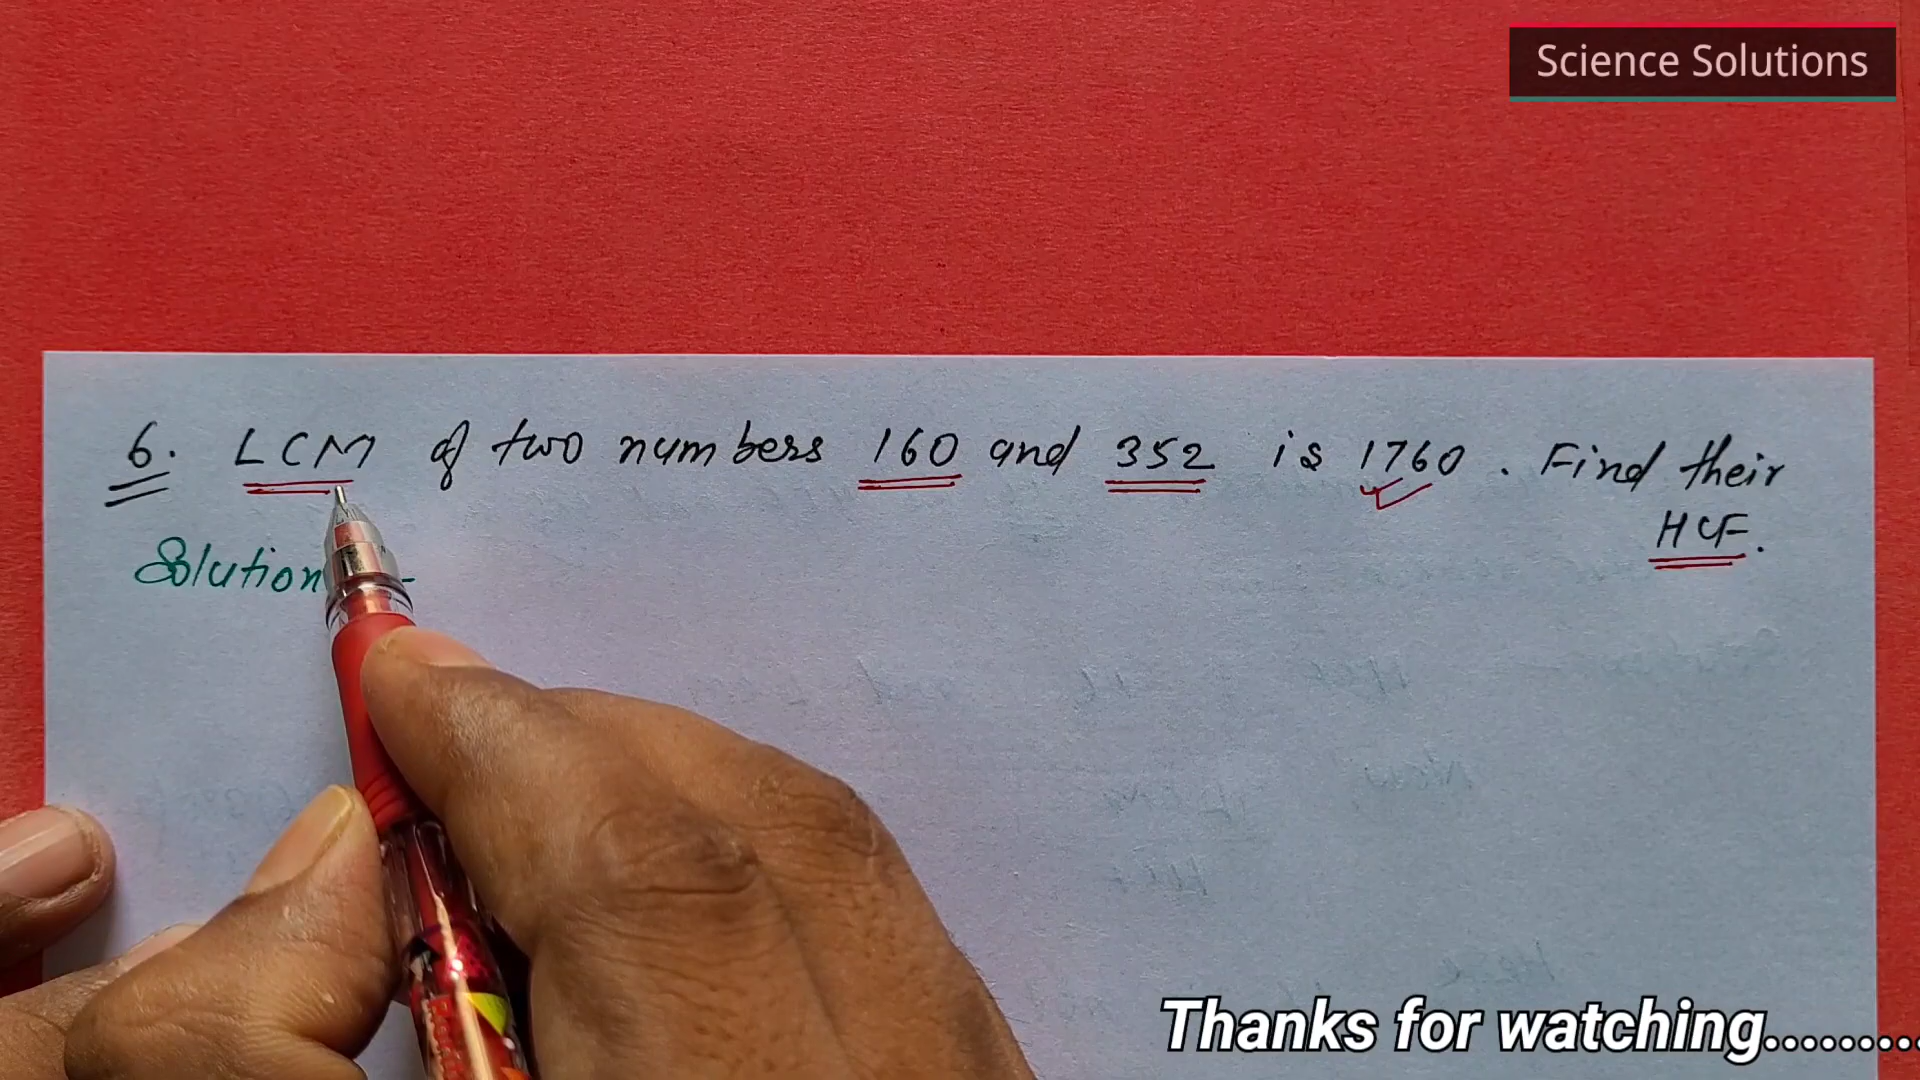 Science Solutions
6. LCM of two numbers 160 and 352 is 1760. Find their
HCF.
Solution -
Thanks for watching.........